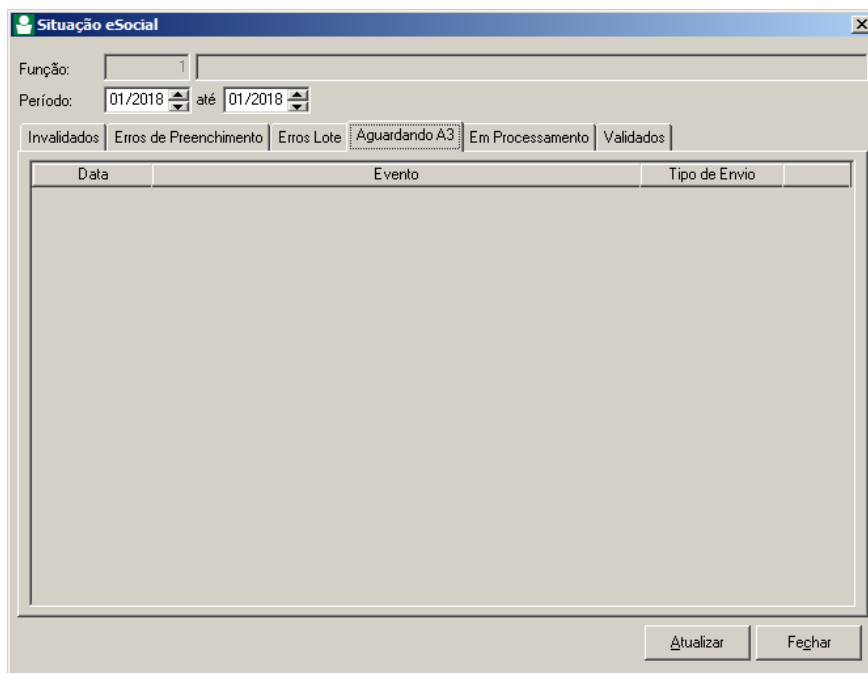 Situação eSocial
Função: 1
Período: 01/2018 até 01/2018
Invalidados Erros de Preenchimento Erros Lote Aguardando A3 Em Processamento Validados
Data Evento Tipo de Envio
Atualizar Fechar